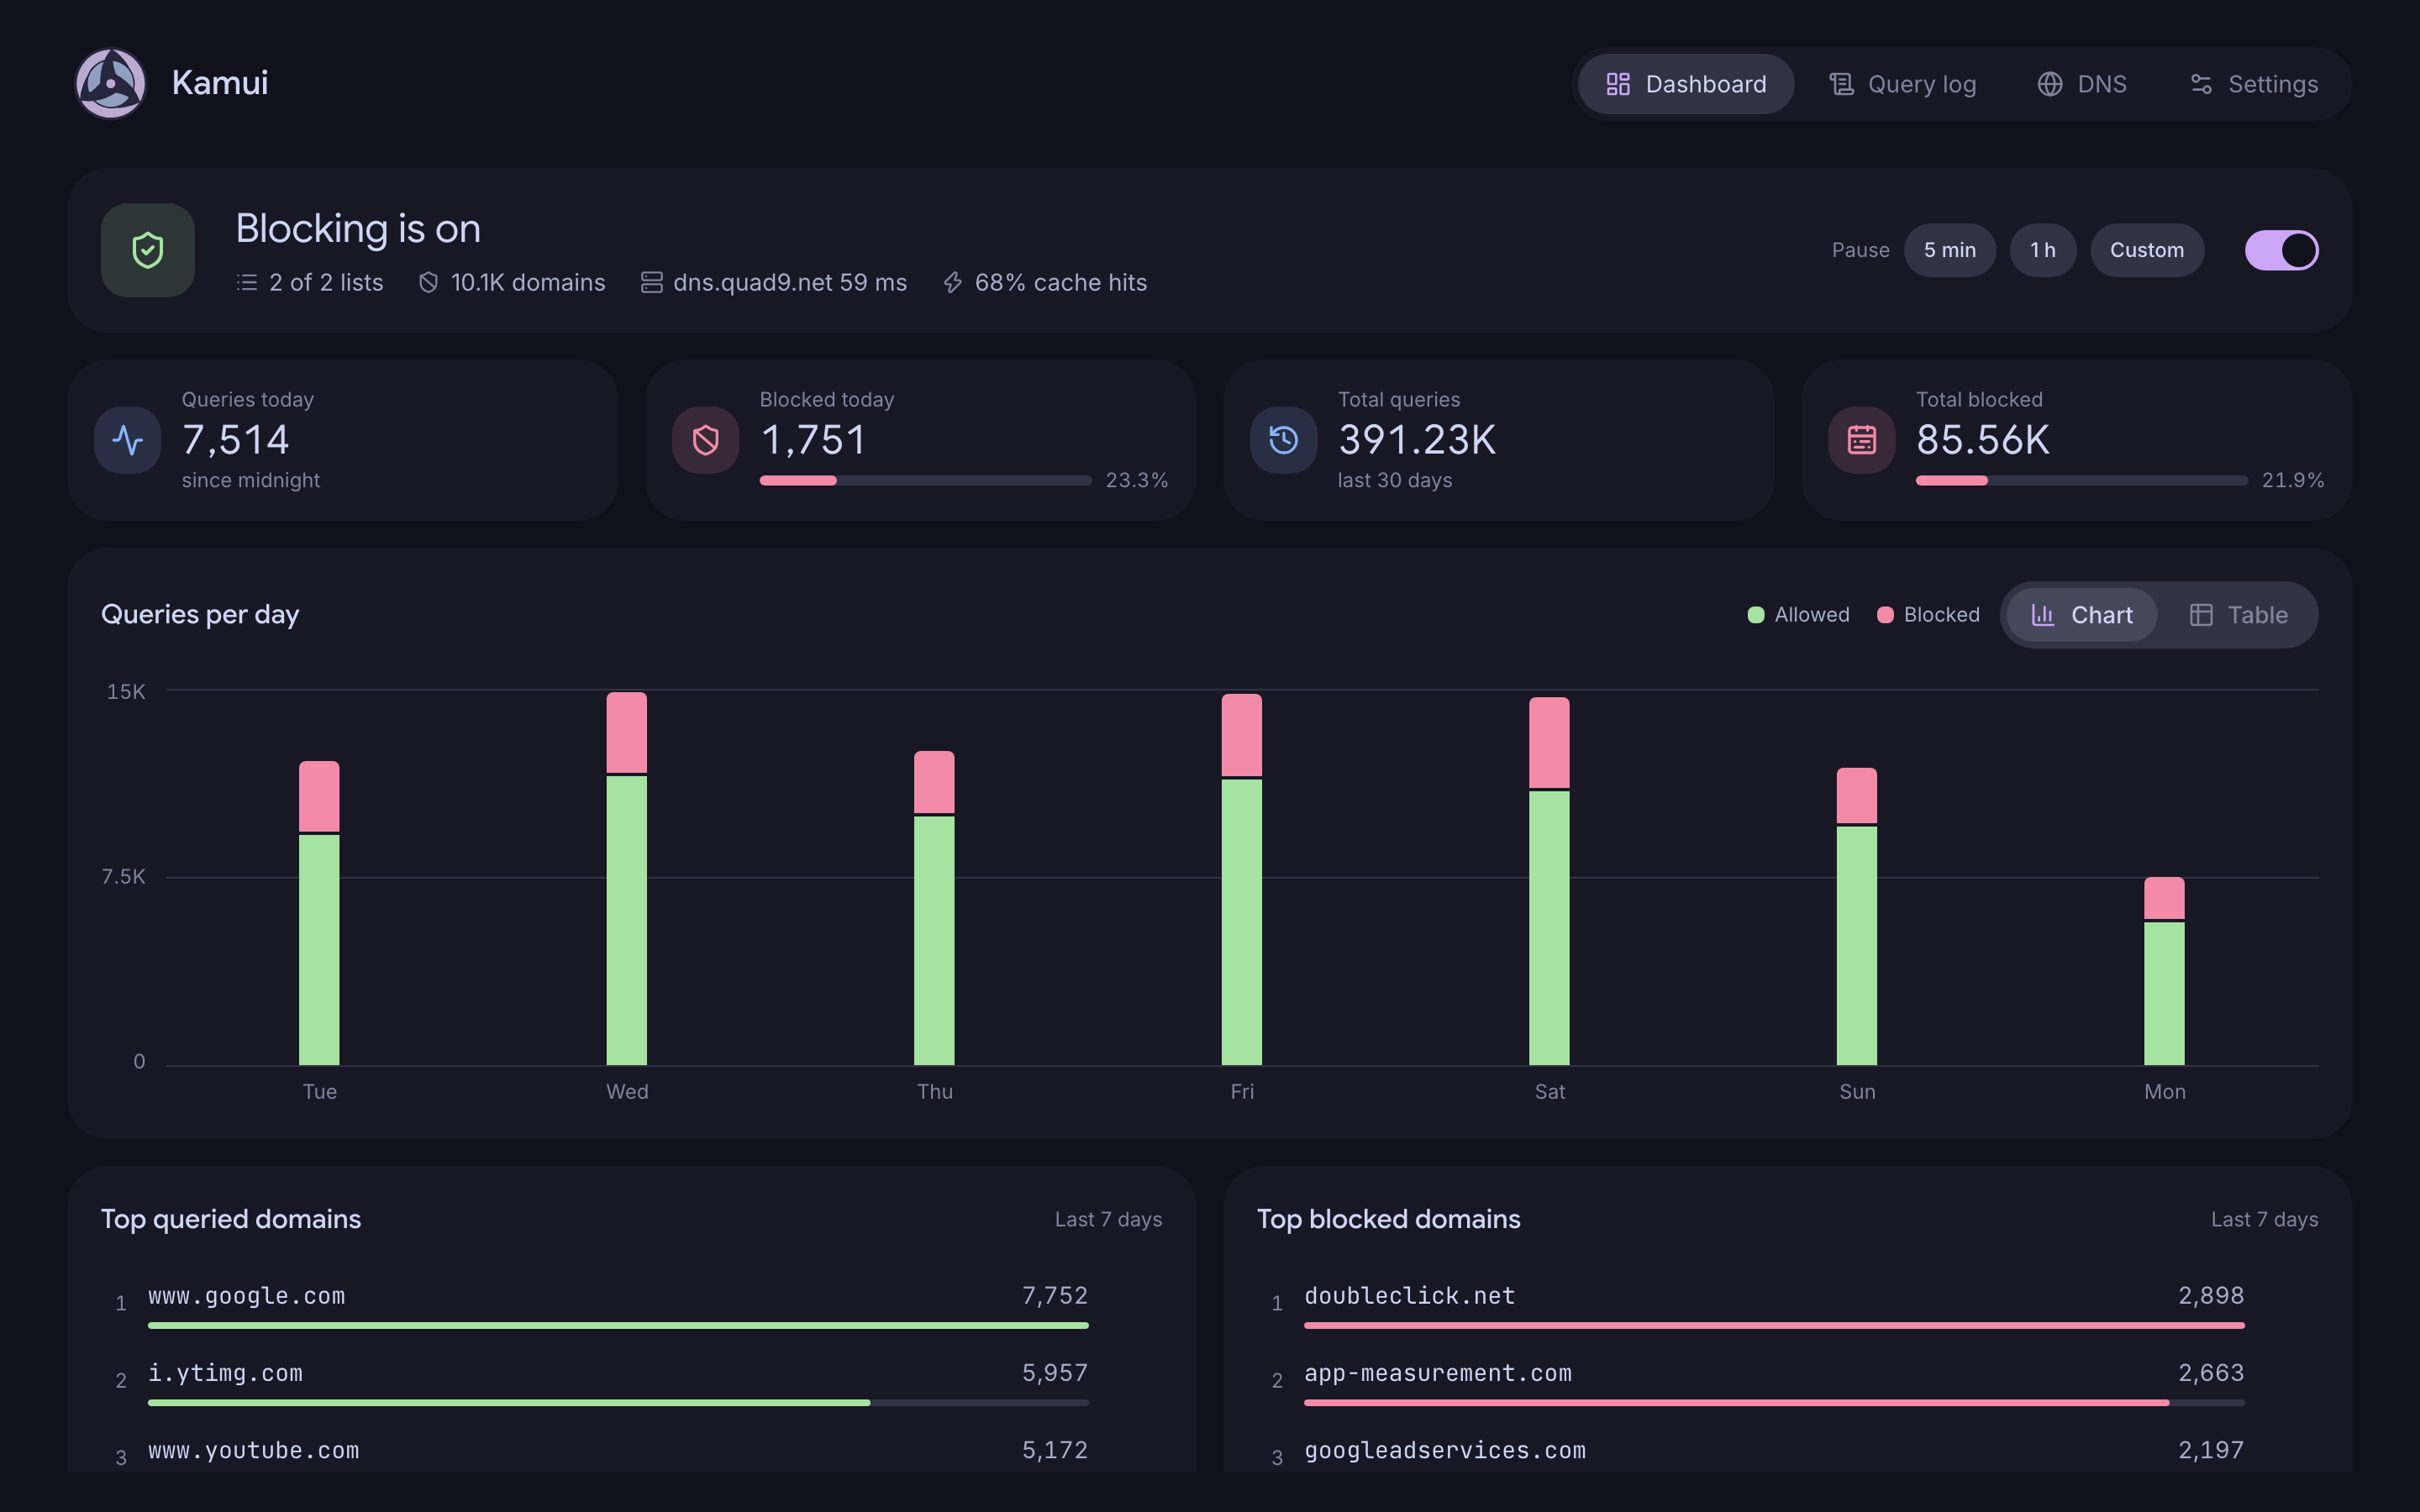 Kamui
Dashboard Query log DNS Settings
Blocking is on
2 of 2 lists 10.1K domains dns.quad9.net 59 ms 68% cache hits
Pause 5 min 1 h Custom
Queries today
7,514
since midnight
Blocked today
1,751
23.3%
Total queries
391.23K
last 30 days
Total blocked
85.56K
21.9%
Queries per day
Allowed Blocked Chart Table
15K
7.5K
0
Tue Wed Thu Fri Sat Sun Mon
Top queried domains Last 7 days
1 www.google.com 7,752
2 i.ytimg.com 5,957
3 www.youtube.com 5,172
Top blocked domains Last 7 days
1 doubleclick.net 2,898
2 app-measurement.com 2,663
3 googleadservices.com 2,197